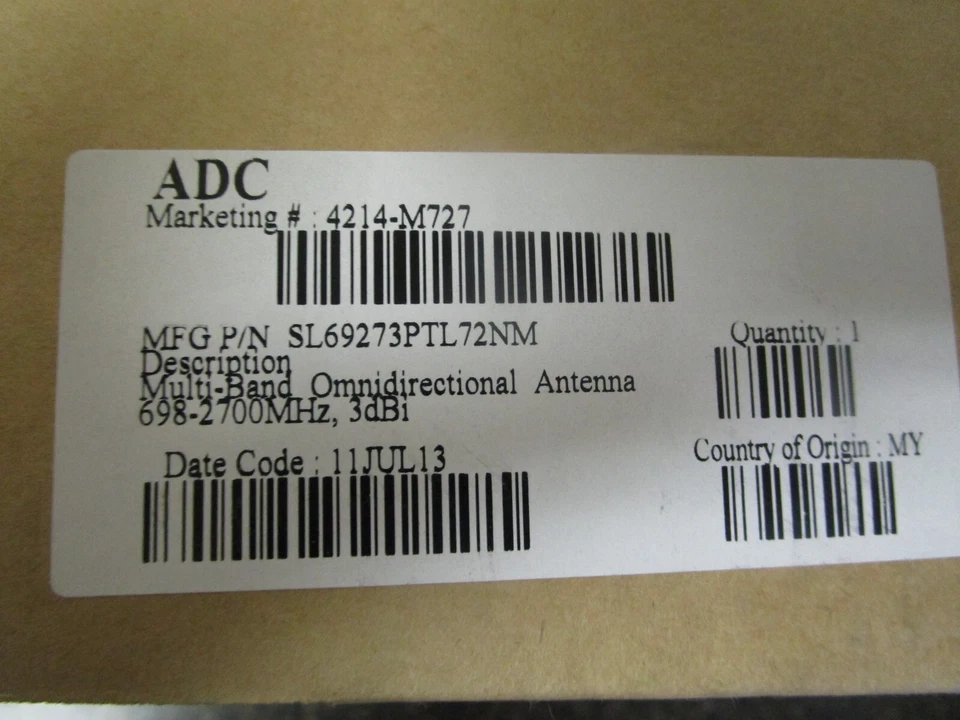 ADC
Marketing # : 4214-M727
MFG P/N SL69273PTL72NM
Quantity : 1
Description
Multi-Band Omnidirectional Antenna
698-2700MHz, 3dBi
Country of Origin : MY
Date Code : 11JUL13